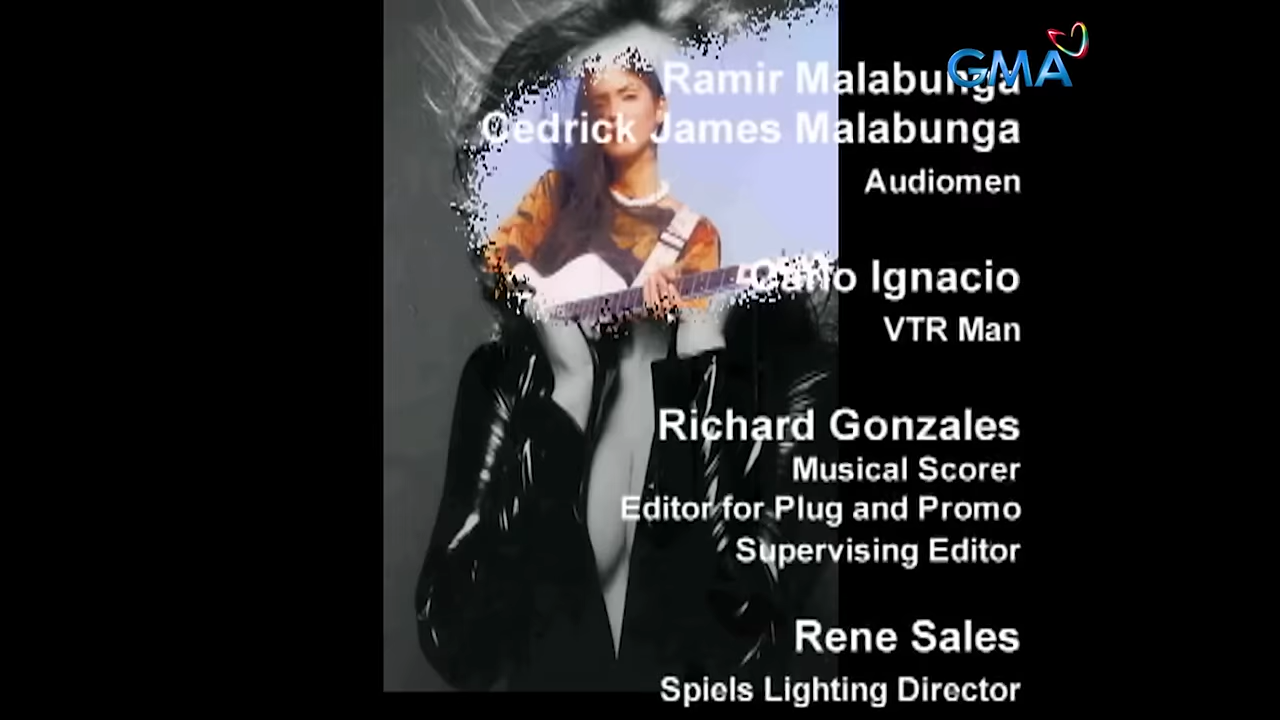 GMA
Ramir Malabunga
Cedrick James Malabunga
Audiomen
Carlo Ignacio
VTR Man
Richard Gonzales
Musical Scorer
Editor for Plug and Promo
Supervising Editor
Rene Sales
Spiels Lighting Director